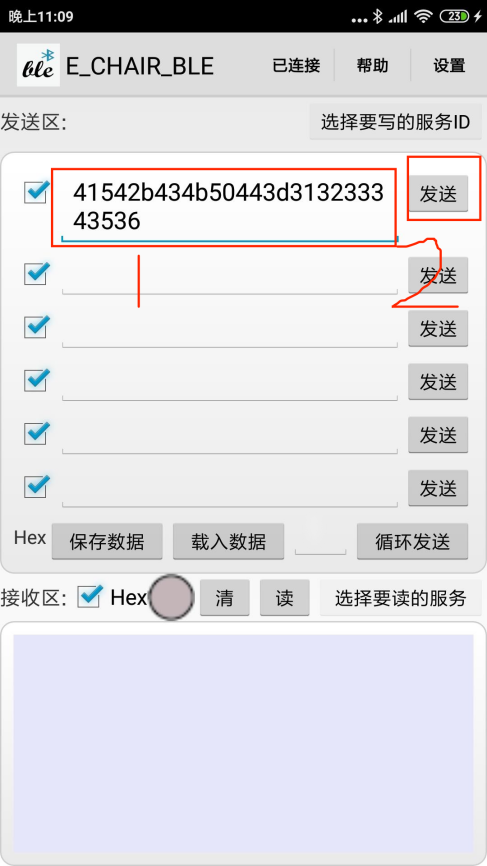 晚上11:09
23
ble E_CHAIR_BLE 已连接 帮助 设置
发送区: 选择要写的服务ID
41542b434b50443d3132333
43536
发送
1
2
发送
发送
发送
发送
发送
Hex 保存数据 载入数据 循环发送
接收区: Hex 清 读 选择要读的服务